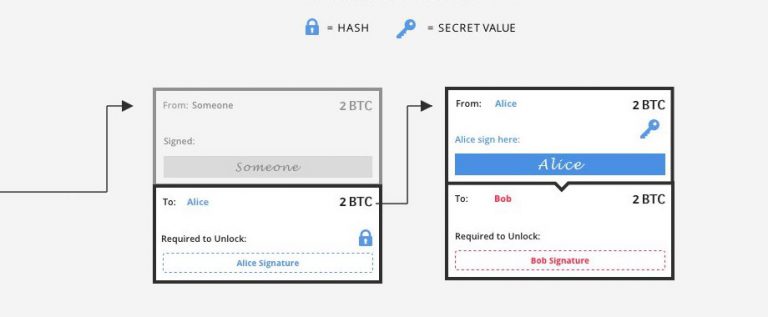 = HASH = SECRET VALUE
From: Someone 2 BTC
Signed:
Someone
To: Alice 2 BTC
Required to Unlock:
Alice Signature
From: Alice 2 BTC
Alice sign here:
Alice
To: Bob 2 BTC
Required to Unlock:
Bob Signature